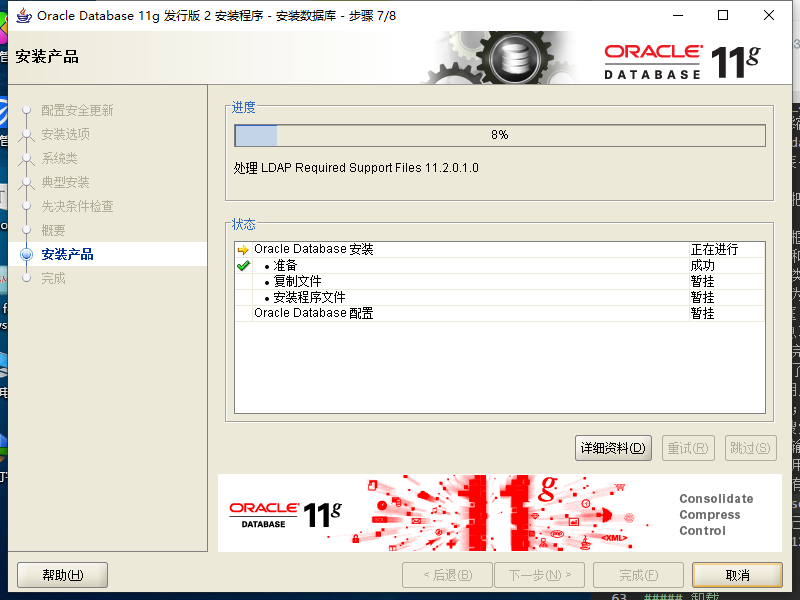 Oracle Database 11g 发行版 2 安装程序 - 安装数据库 - 步骤 7/8
安装产品
ORACLE
DATABASE 11g
配置安全更新
安装选项
系统类
典型安装
先决条件检查
概要
安装产品
完成
进度
8%
处理 LDAP Required Support Files 11.2.0.1.0
状态
Oracle Database 安装 正在进行
• 准备 成功
• 复制文件 暂挂
• 安装程序文件 暂挂
Oracle Database 配置 暂挂
详细资料(D) 重试(R) 跳过(S)
ORACLE
DATABASE 11g
11g
<XML>
Consolidate
Compress
Control
帮助(H) < 后退(B) 下一步(N) > 完成(F) 取消
63 ##### 卸载